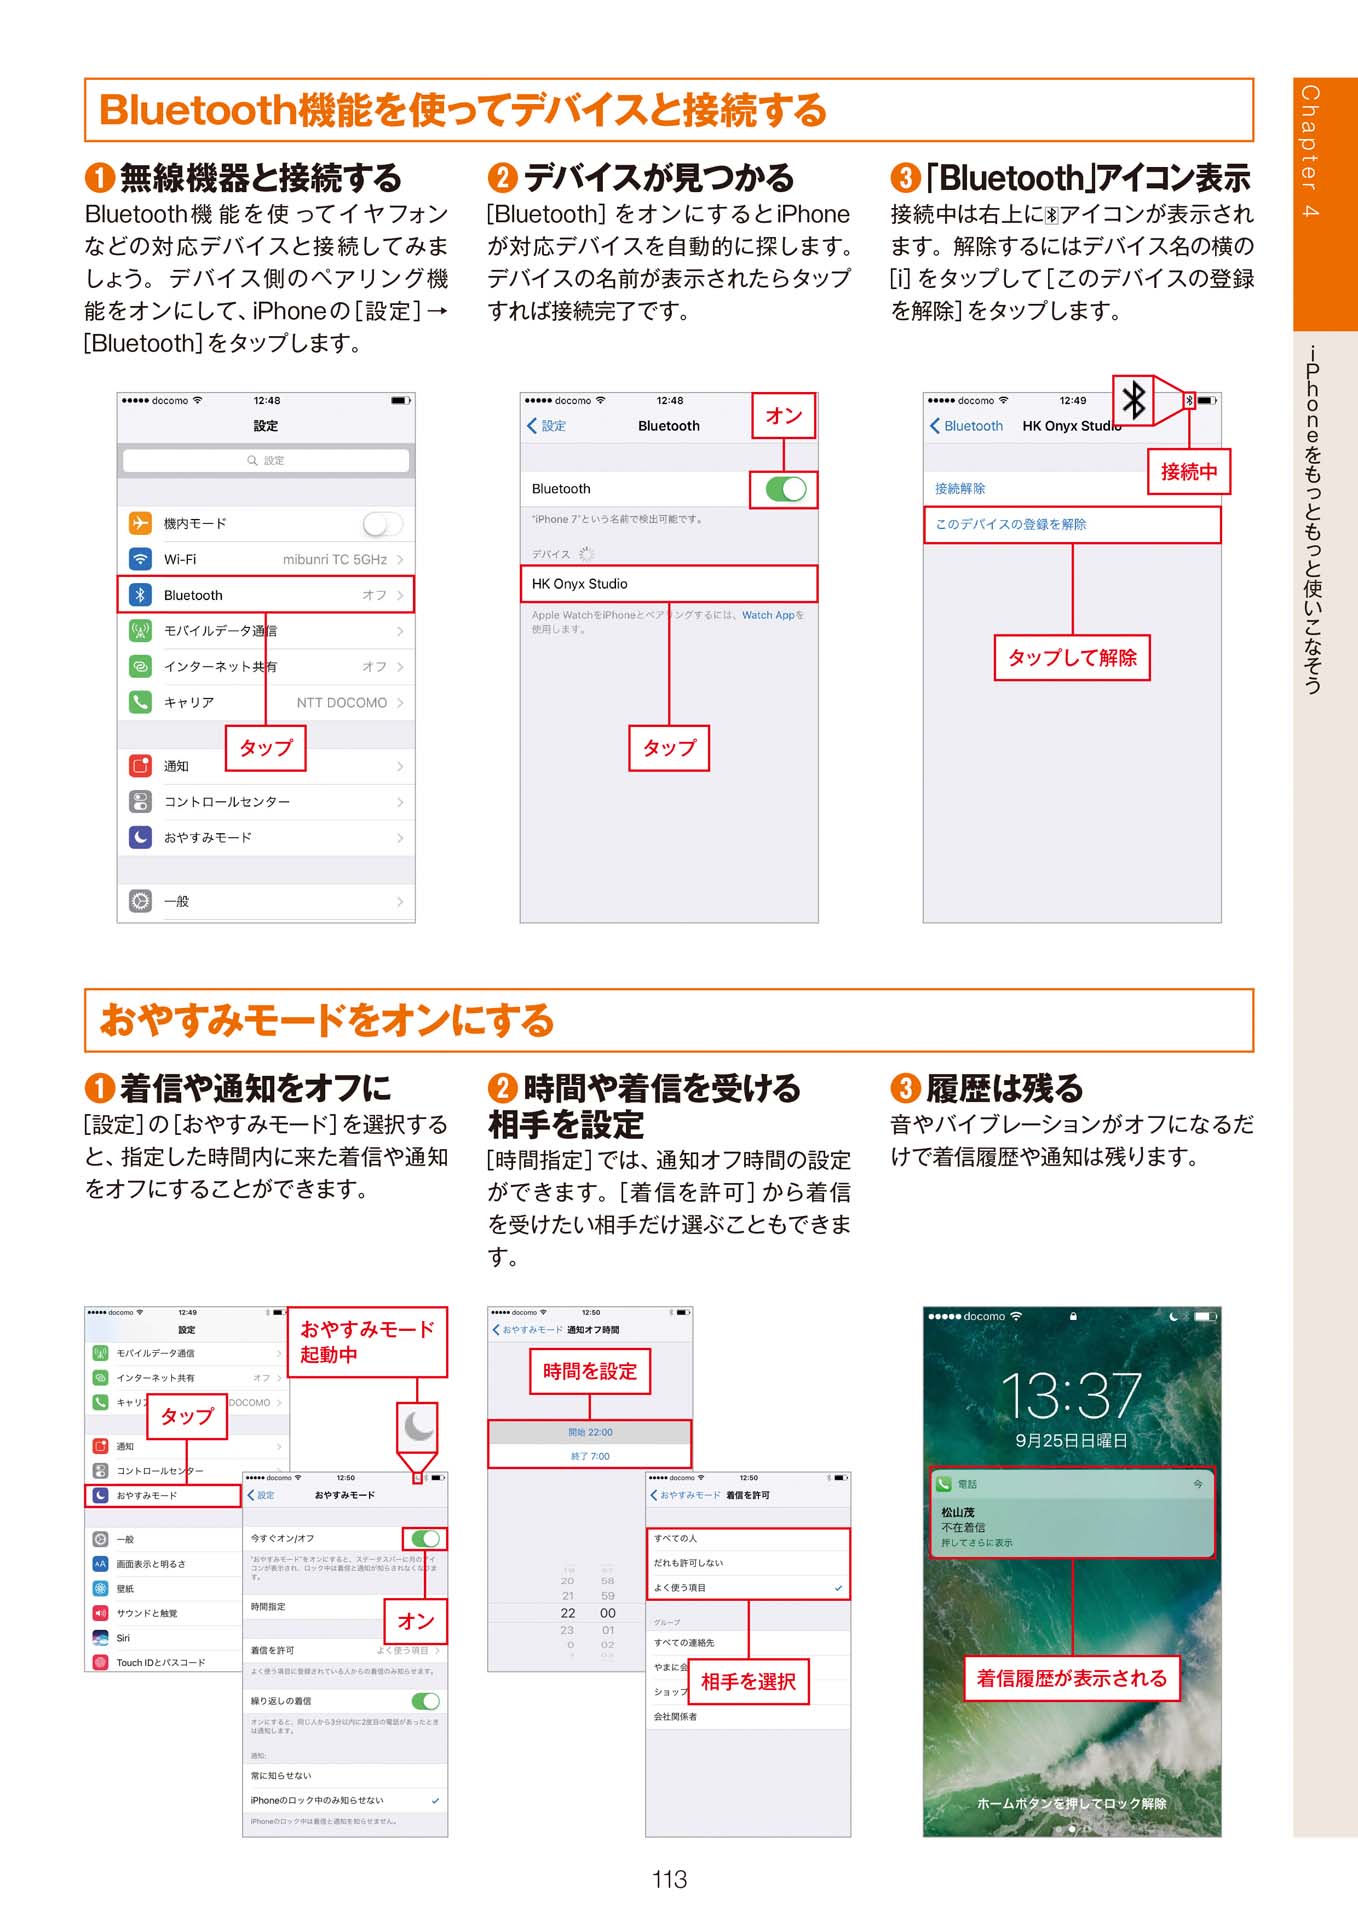 Bluetooth機能を使ってデバイスと接続する
1 無線機器と接続する
Bluetooth機能を使ってイヤフォン
などの対応デバイスと接続してみま
しょう。デバイス側のペアリング機
能をオンにして、iPhoneの[設定]→
[Bluetooth]をタップします。
●●●●● docomo 12:48
設定
設定
機内モード
Wi-Fi mibunri TC 5GHz
Bluetooth オフ
モバイルデータ通信
インターネット共有 オフ
キャリア NTT DOCOMO
タップ
通知
コントロールセンター
おやすみモード
一般
2 デバイスが見つかる
[Bluetooth]をオンにするとiPhone
が対応デバイスを自動的に探します。
デバイスの名前が表示されたらタップ
すれば接続完了です。
●●●●● docomo 12:48
設定 Bluetooth
オン
Bluetooth
"iPhone 7"という名前で検出可能です。
デバイス
HK Onyx Studio
Apple WatchをiPhoneとペアリングするには、Watch Appを
使用します。
タップ
3 「Bluetooth」アイコン表示
接続中は右上にアイコンが表示され
ます。解除するにはデバイス名の横の
[i]をタップして[このデバイスの登録
を解除]をタップします。
●●●●● docomo 12:49
Bluetooth HK Onyx Studio
接続中
接続解除
このデバイスの登録を解除
タップして解除
おやすみモードをオンにする
1 着信や通知をオフに
[設定]の[おやすみモード]を選択する
と、指定した時間内に来た着信や通知
をオフにすることができます。
●●●●● docomo 12:49
設定
モバイルデータ通信
インターネット共有 オフ
キャリア DOCOMO
タップ
通知
コントロールセンター
おやすみモード
一般
画面表示と明るさ
壁紙
サウンドと触覚
Siri
Touch IDとパスコード
おやすみモード
起動中
●●●●● docomo 12:50
設定 おやすみモード
今すぐオン/オフ
"おやすみモード"をオンにすると、ステータスバーに月のアイ
コンが表示され、ロック中は着信と通知が知らされなくなりま
す。
時間指定
オン
着信を許可 よく使う項目
よく使う項目に登録されている人からの着信のみ知らせます。
繰り返しの着信
オンにすると、同じ人から3分以内に2度目の電話があったとき
は通知します。
通知:
常に知らせない
iPhoneのロック中のみ知らせない
iPhoneのロック中は着信と通知を知らせません。
2 時間や着信を受ける
相手を設定
[時間指定]では、通知オフ時間の設定
ができます。[着信を許可]から着信
を受けたい相手だけ選ぶこともできま
す。
●●●●● docomo 12:50
おやすみモード 通知オフ時間
時間を設定
開始 22:00
終了 7:00
20 58
21 59
22 00
23 01
0 02
●●●●● docomo 12:50
おやすみモード 着信を許可
すべての人
だれも許可しない
よく使う項目
グループ
すべての連絡先
やまに会
ショップ
会社関係者
相手を選択
3 履歴は残る
音やバイブレーションがオフになるだ
けで着信履歴や通知は残ります。
●●●●● docomo
13:37
9月25日日曜日
電話 今
松山茂
不在着信
押してさらに表示
着信履歴が表示される
ホームボタンを押してロック解除
Chapter 4
iPhoneをもっともっと使いこなそう
113